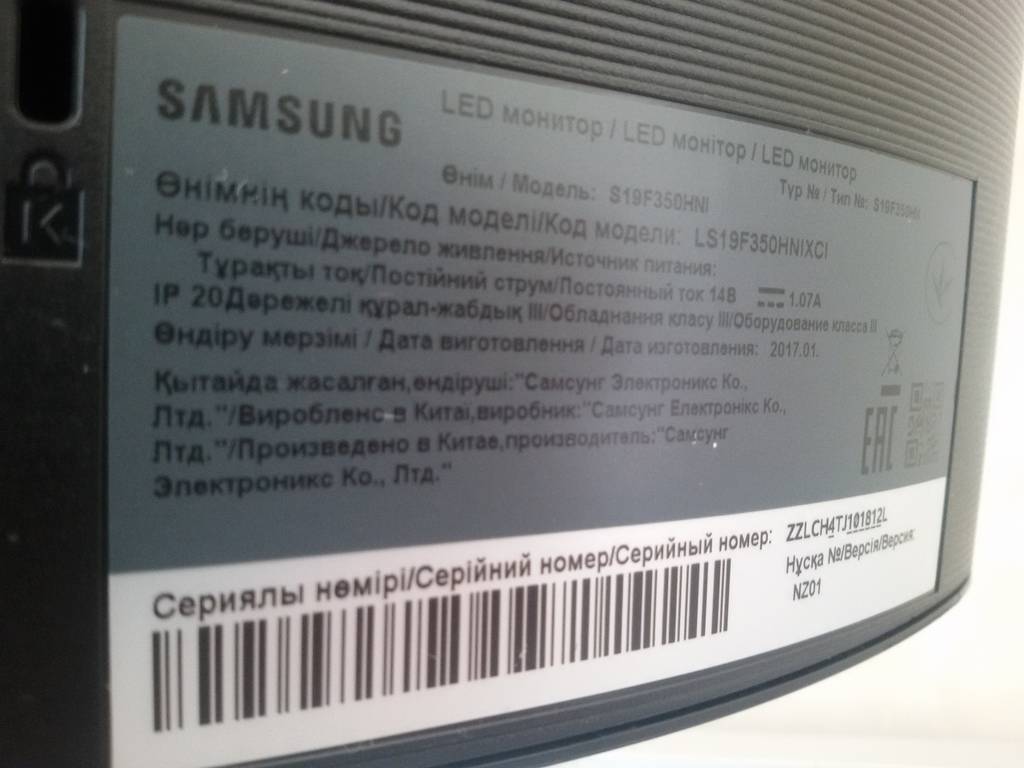 SAMSUNG
LED монитор / LED монітор / LED монитор
Өнім / Модель: S19F350HNI
Түр № / Тип №: S19F350HNI
Өнімнің коды/Код моделі/Код модели: LS19F350HNIXCI
Нәр беруші/Джерело живлення/Источник питания:
Тұрақты тоқ/Постійний струм/Постоянный ток 14В 1.07А
IP 20Дәрежелі құрал-жабдық III/Обладнання класу III/Оборудование класса III
Өндіру мерзімі / Дата виготовлення / Дата изготовления: 2017.01.
Қытайда жасалған,өндіруші:"Самсунг Электроникс Ко.,
Лтд."/Вироблено в Китаї,виробник:"Самсунг Електронікс Ко.,
Лтд."/Произведено в Китае,производитель:"Самсунг
Электроникс Ко., Лтд."
EAC
Сериялы нөмірі/Серійний номер/Серийный номер: ZZLCH4TJ101812L
Нұсқа №/Версія/Версия:
NZ01